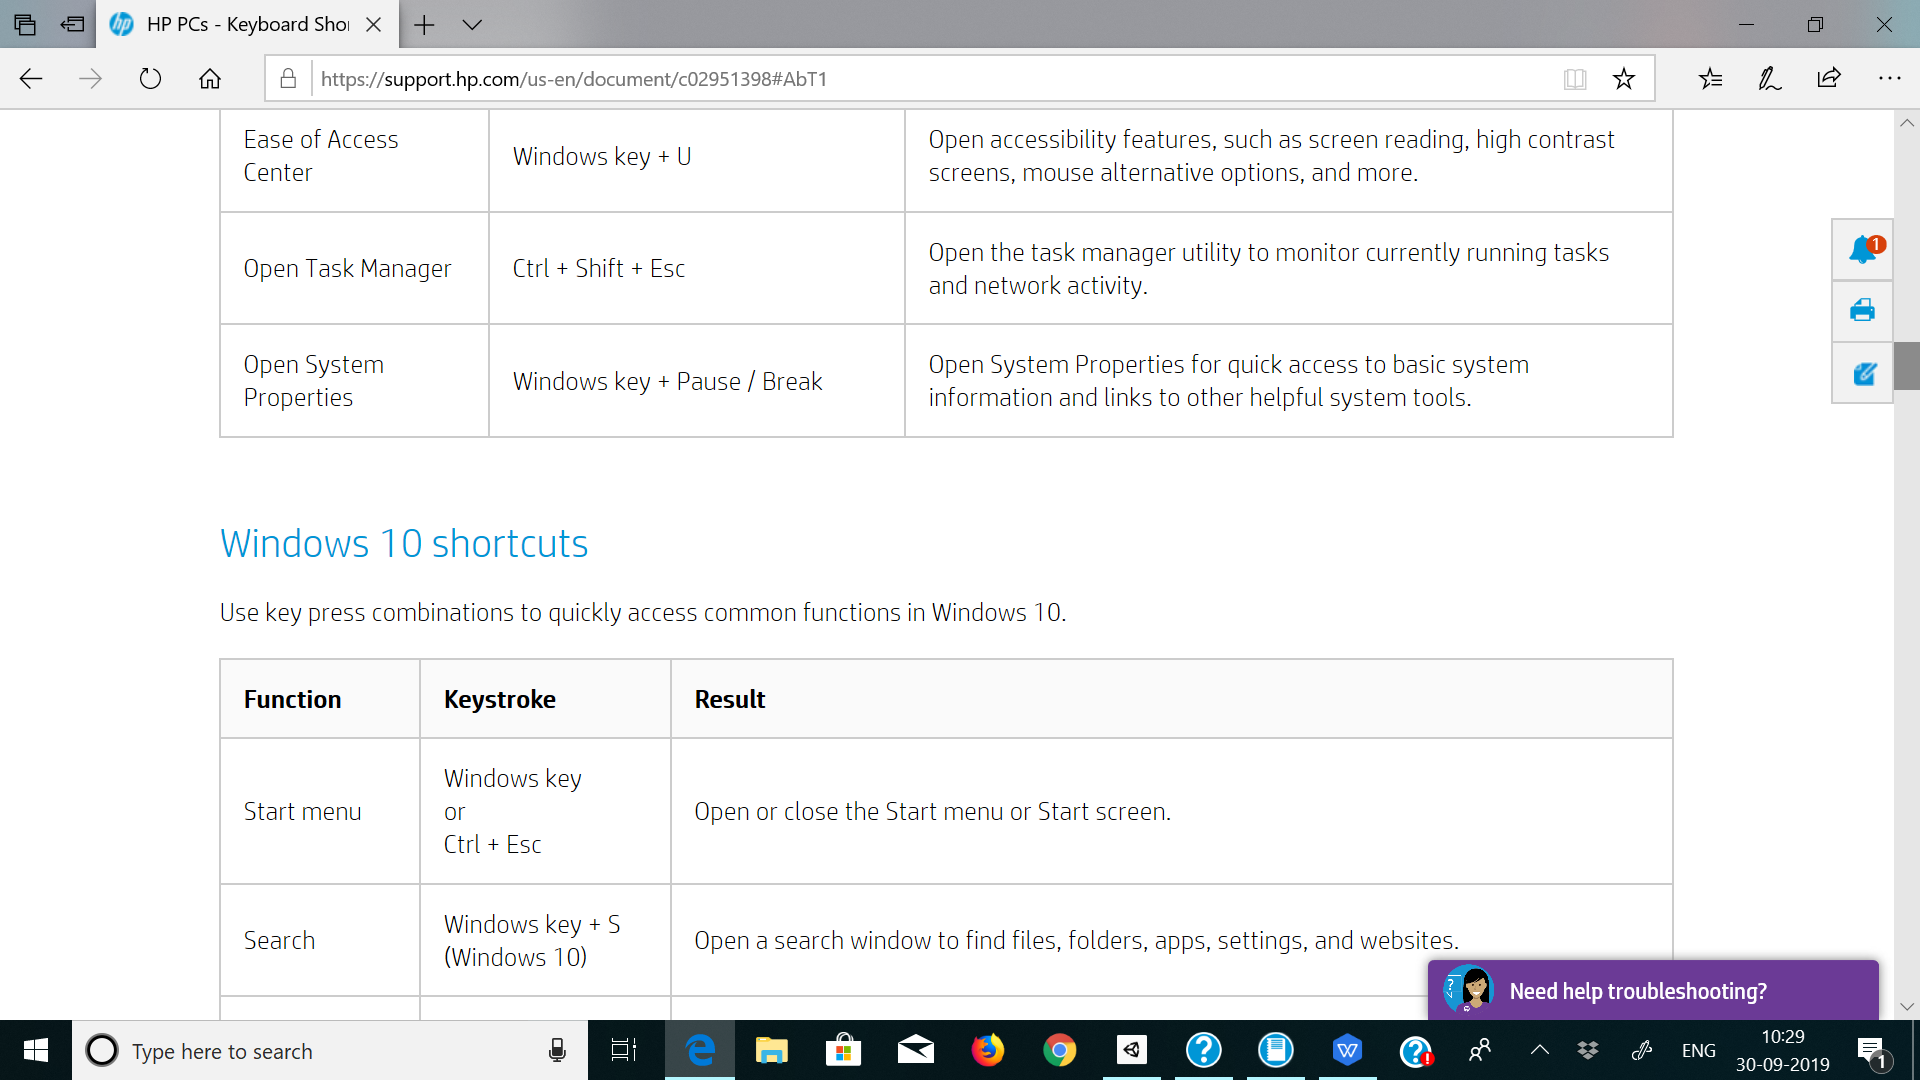 HP PCs - Keyboard Shor
https://support.hp.com/us-en/document/c02951398#AbT1
Ease of Access
Center
Windows key + U
Open accessibility features, such as screen reading, high contrast
screens, mouse alternative options, and more.
Open Task Manager
Ctrl + Shift + Esc
Open the task manager utility to monitor currently running tasks
and network activity.
Open System
Properties
Windows key + Pause / Break
Open System Properties for quick access to basic system
information and links to other helpful system tools.
1
Windows 10 shortcuts
Use key press combinations to quickly access common functions in Windows 10.
Function
Keystroke
Result
Start menu
Windows key
or
Ctrl + Esc
Open or close the Start menu or Start screen.
Search
Windows key + S
(Windows 10)
Open a search window to find files, folders, apps, settings, and websites.
Need help troubleshooting?
Type here to search
ENG
10:29
30-09-2019
1